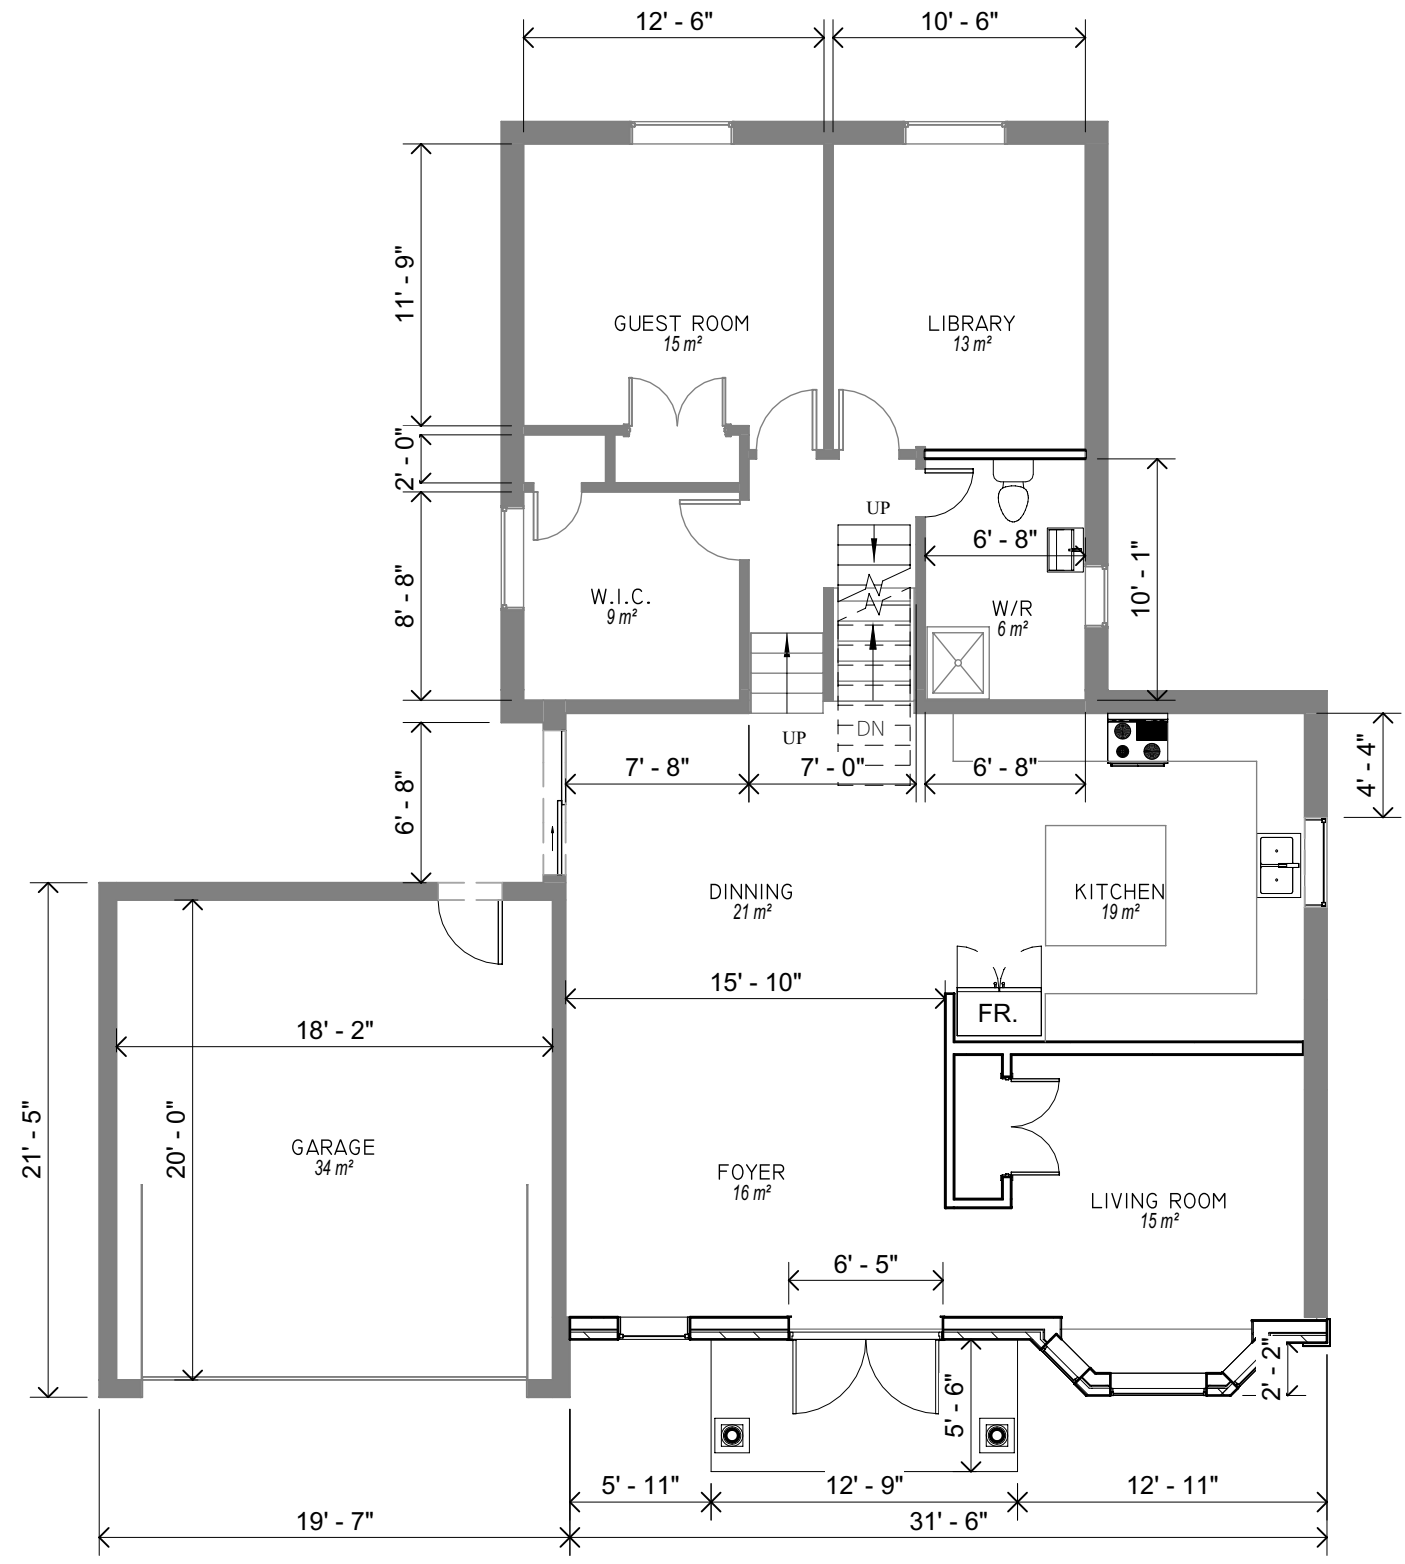 12' - 6"
10' - 6"
11' - 9"
GUEST ROOM
15 m²
LIBRARY
13 m²
2' - 0"
UP
6' - 8"
10' - 1"
8' - 8"
W.I.C.
9 m²
W/R
6 m²
DN
UP
7' - 8"
7' - 0"
6' - 8"
4' - 4"
6' - 8"
DINNING
21 m²
KITCHEN
19 m²
15' - 10"
FR.
18' - 2"
21' - 5"
20' - 0"
GARAGE
34 m²
FOYER
16 m²
LIVING ROOM
15 m²
6' - 5"
2' - 2"
5' - 6"
5' - 11"
12' - 9"
12' - 11"
19' - 7"
31' - 6"